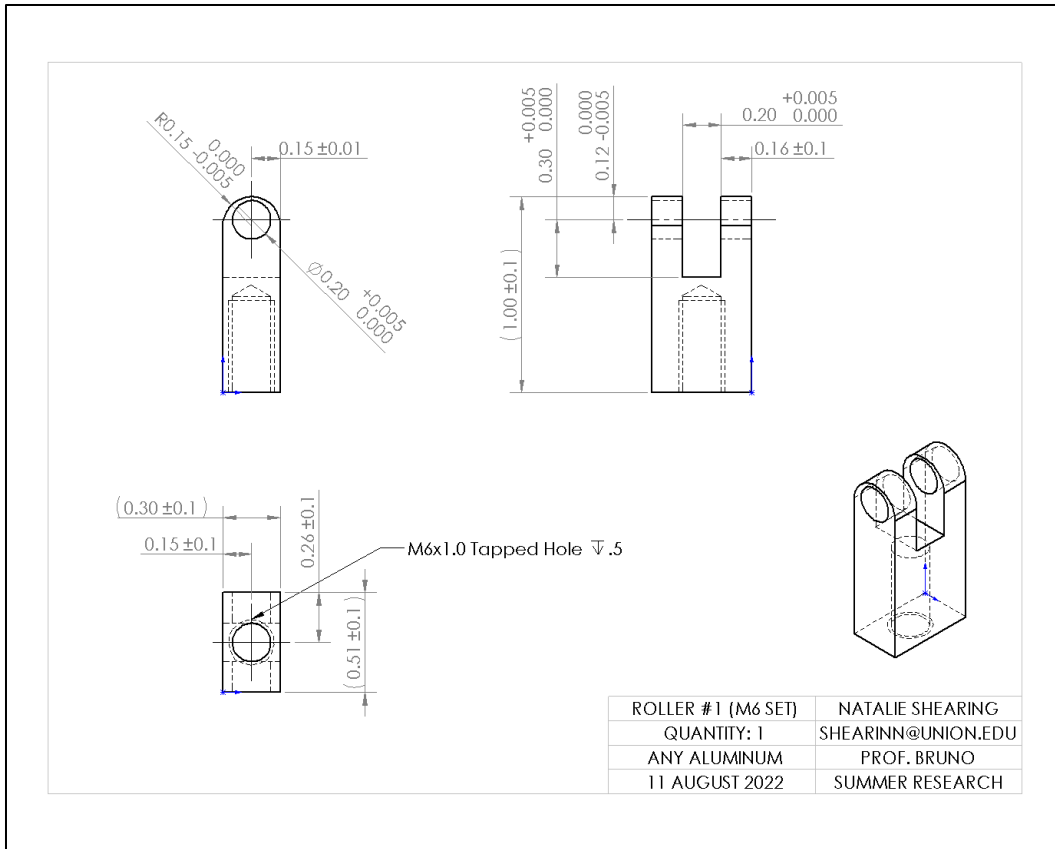 R0.15 0.000 -0.005
0.15 ±0.01
Ø0.20 +0.005 0.000
0.30 +0.005 0.000
0.12 0.000 -0.005
0.20 +0.005 0.000
0.16 ±0.1
(1.00 ±0.1)
(0.30 ±0.1)
0.15 ±0.1
0.26 ±0.1
(0.51 ±0.1)
M6x1.0 Tapped Hole ↧ .5
ROLLER #1 (M6 SET) NATALIE SHEARING
QUANTITY: 1 SHEARINN@UNION.EDU
ANY ALUMINUM PROF. BRUNO
11 AUGUST 2022 SUMMER RESEARCH